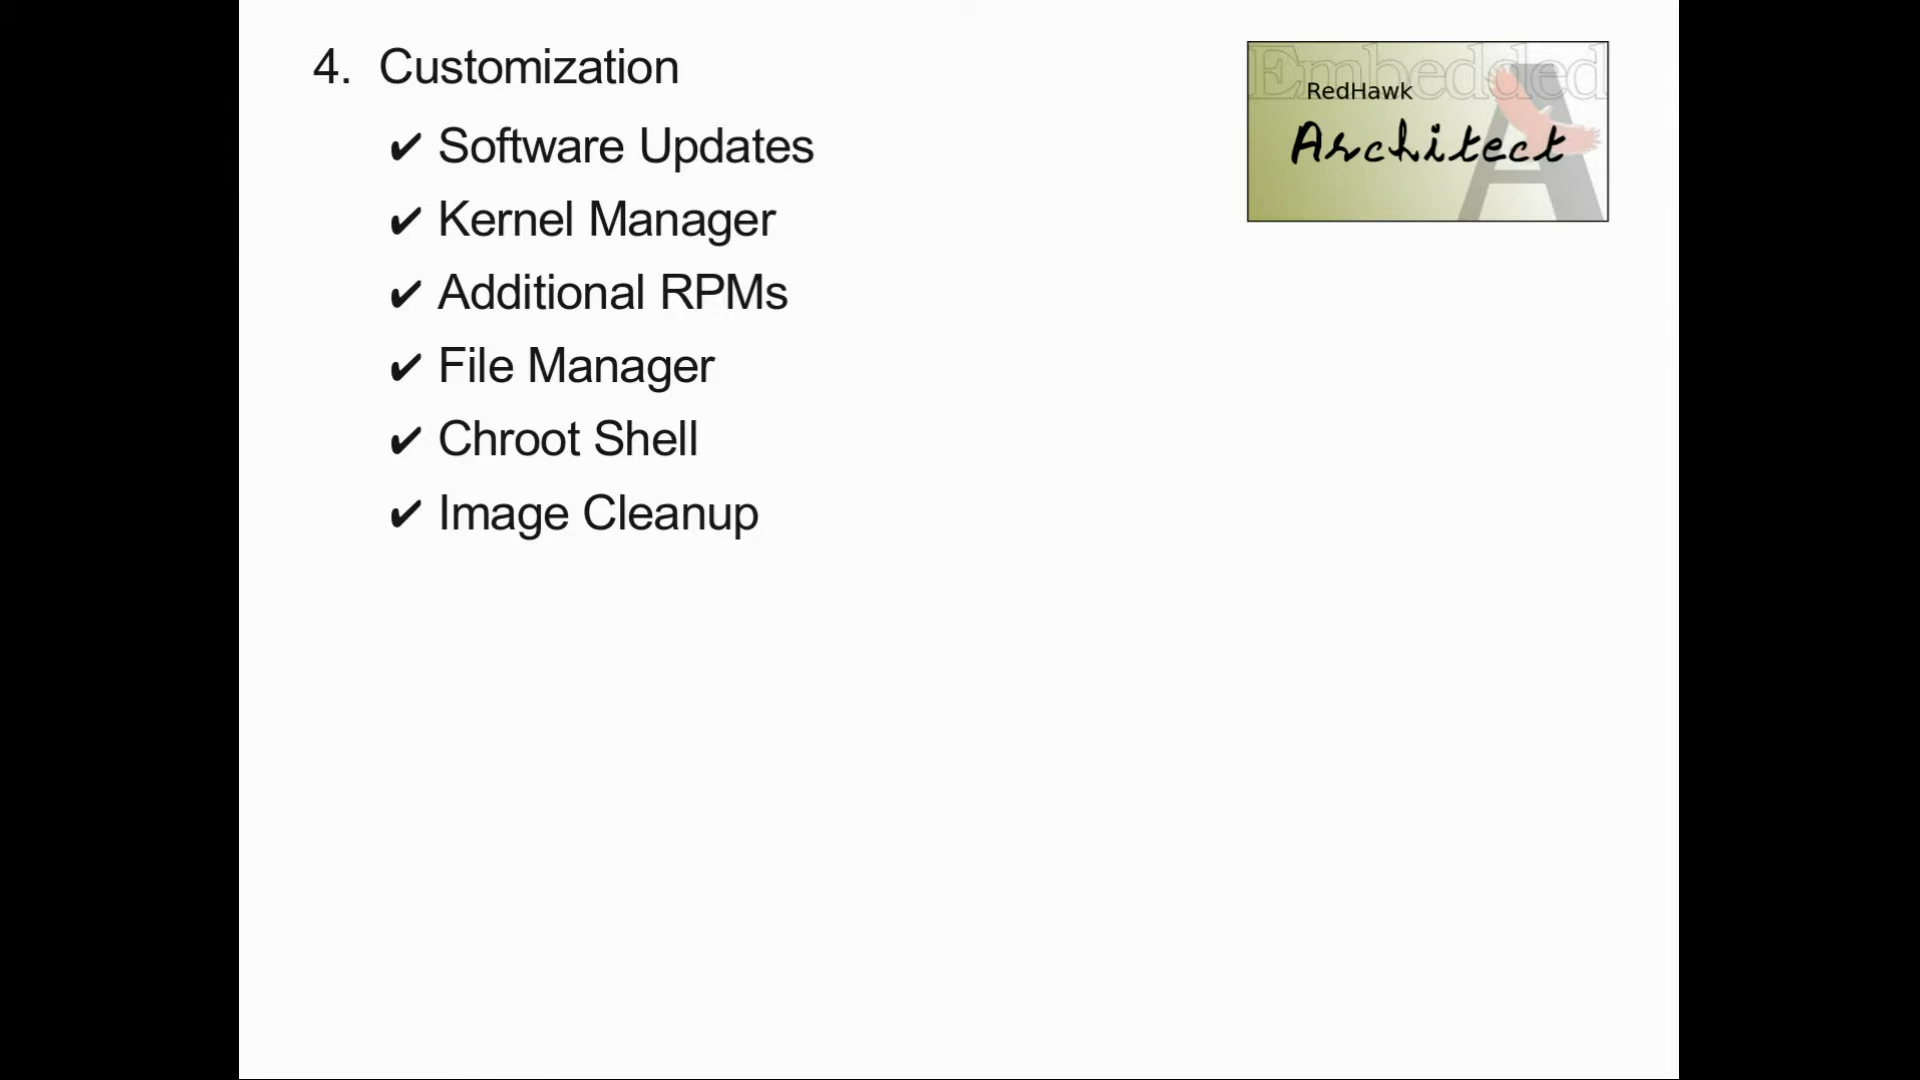 4. Customization
✔ Software Updates
✔ Kernel Manager
✔ Additional RPMs
✔ File Manager
✔ Chroot Shell
✔ Image Cleanup
Embedded
RedHawk
Architect